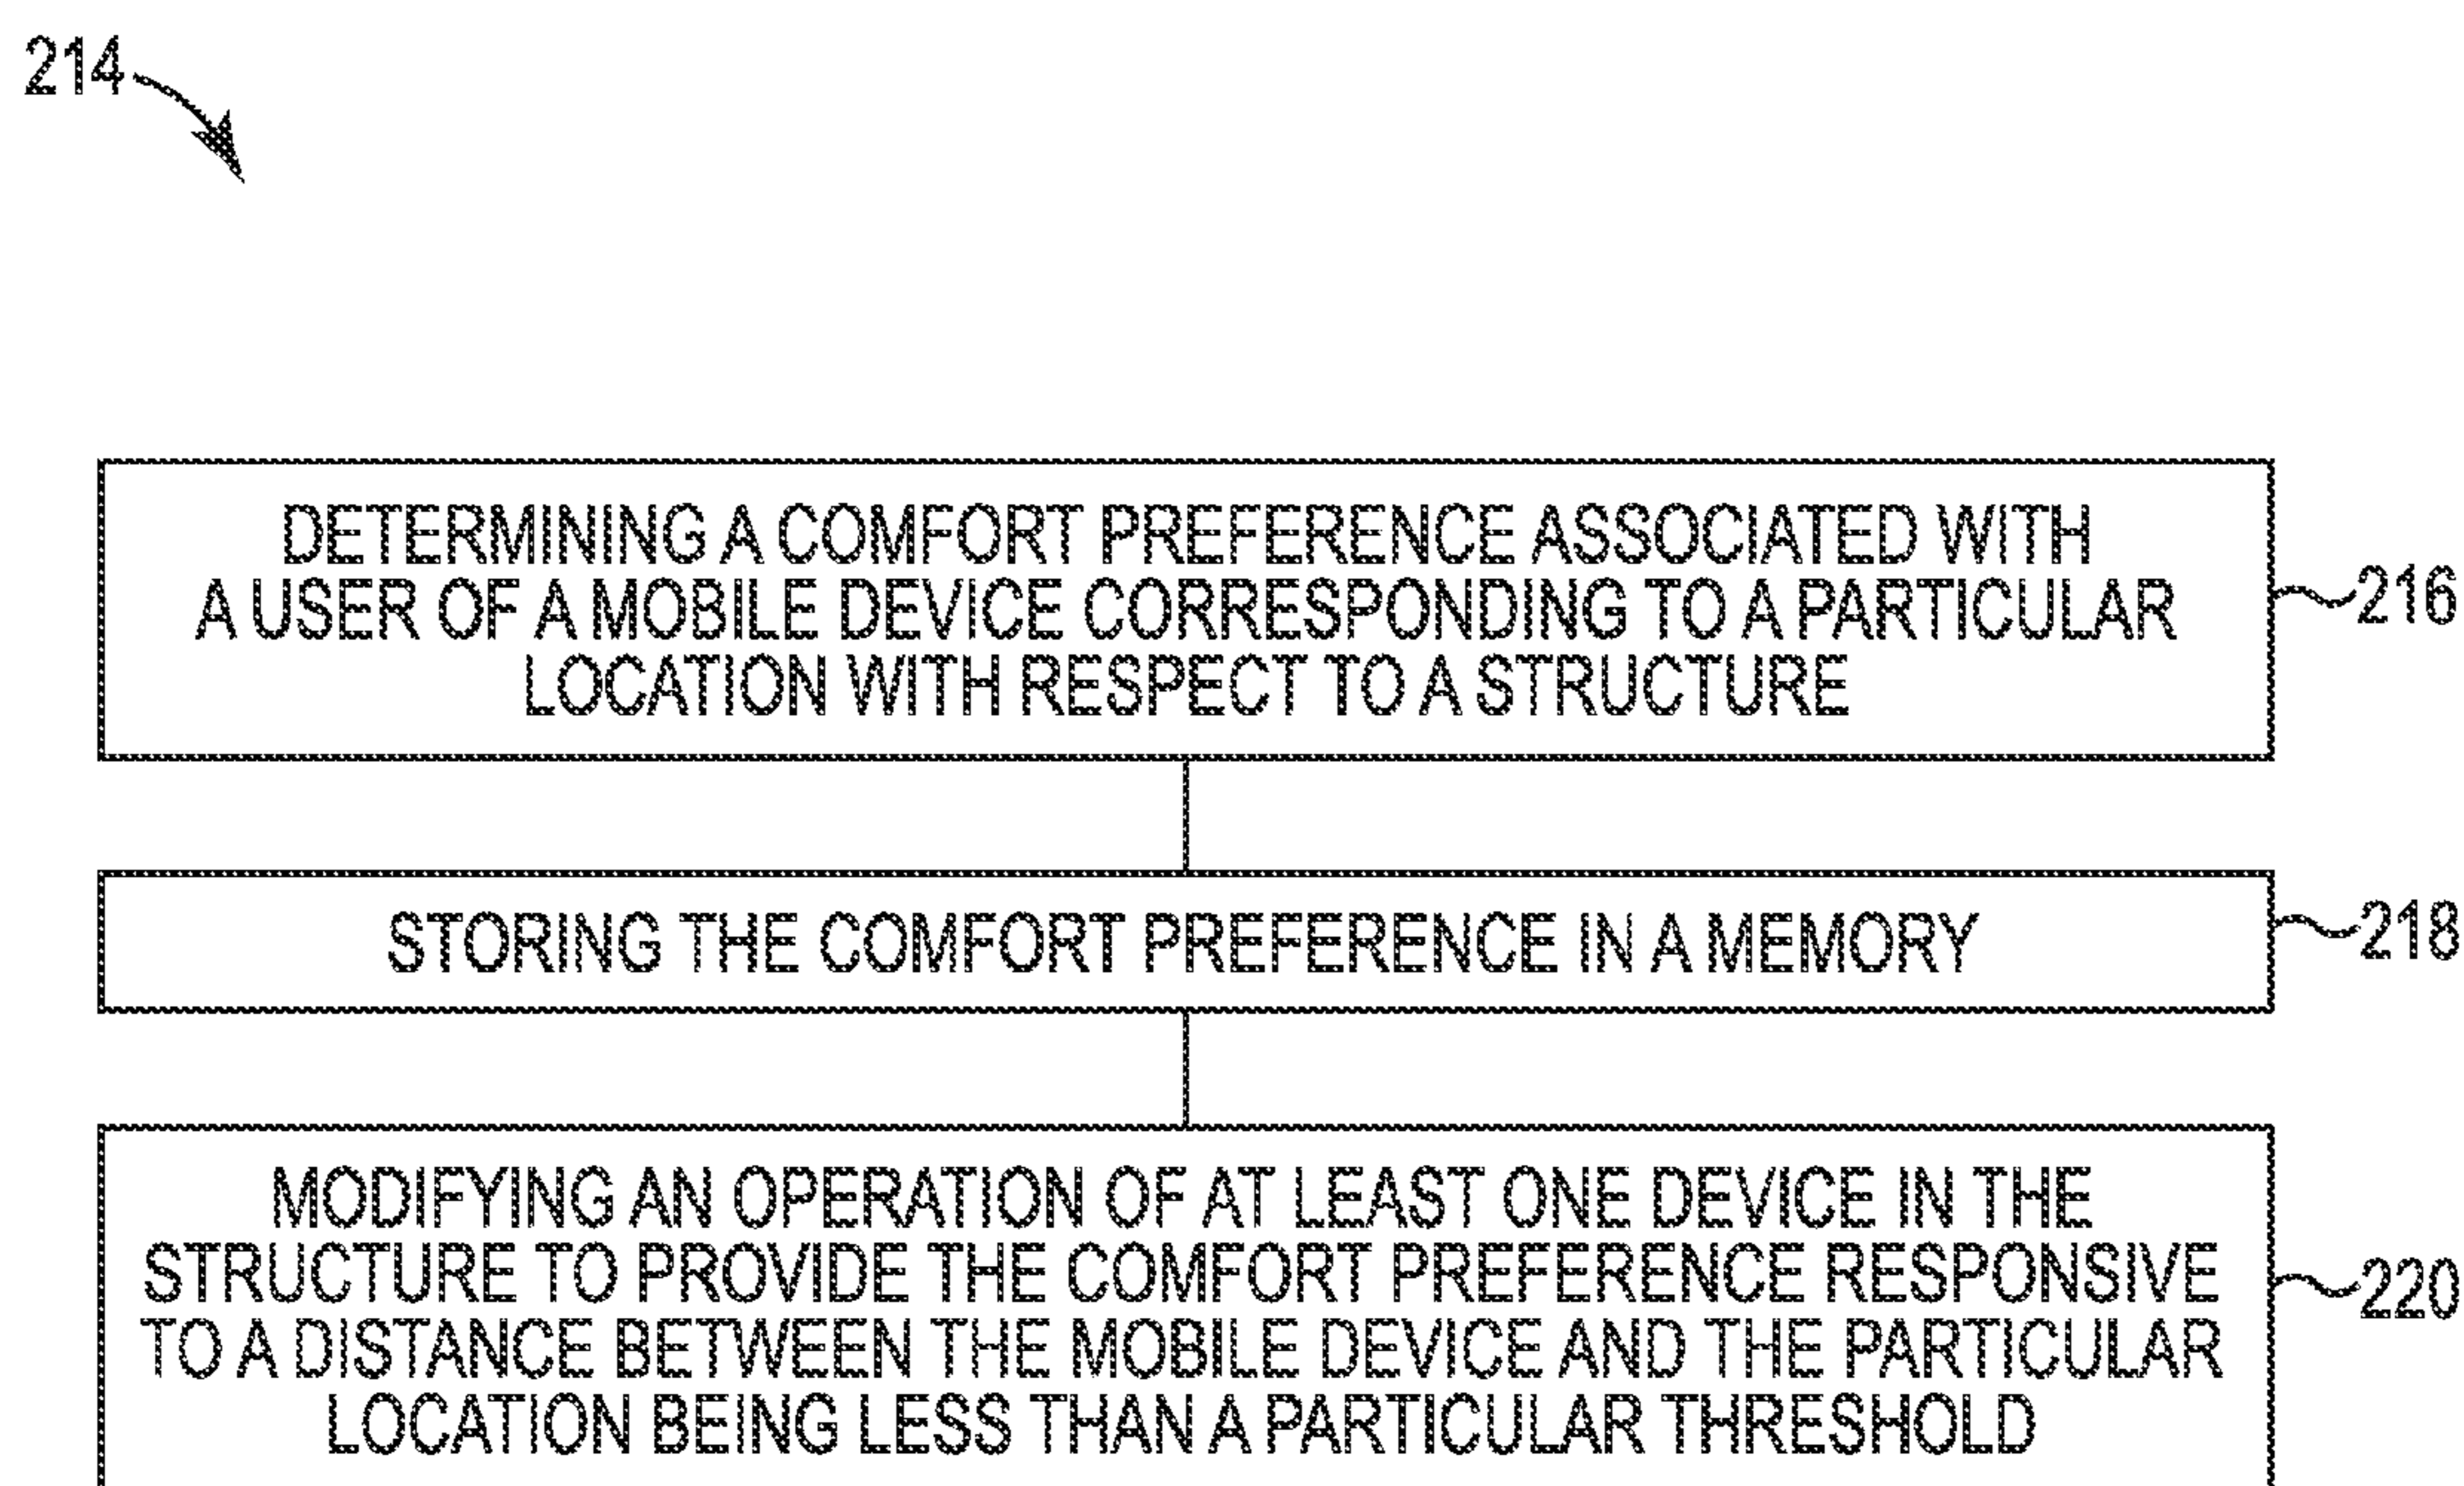 214
DETERMINING A COMFORT PREFERENCE ASSOCIATED WITH
A USER OF A MOBILE DEVICE CORRESPONDING TO A PARTICULAR
LOCATION WITH RESPECT TO A STRUCTURE
216
STORING THE COMFORT PREFERENCE IN A MEMORY
218
MODIFYING AN OPERATION OF AT LEAST ONE DEVICE IN THE
STRUCTURE TO PROVIDE THE COMFORT PREFERENCE RESPONSIVE
TO A DISTANCE BETWEEN THE MOBILE DEVICE AND THE PARTICULAR
LOCATION BEING LESS THAN A PARTICULAR THRESHOLD
220